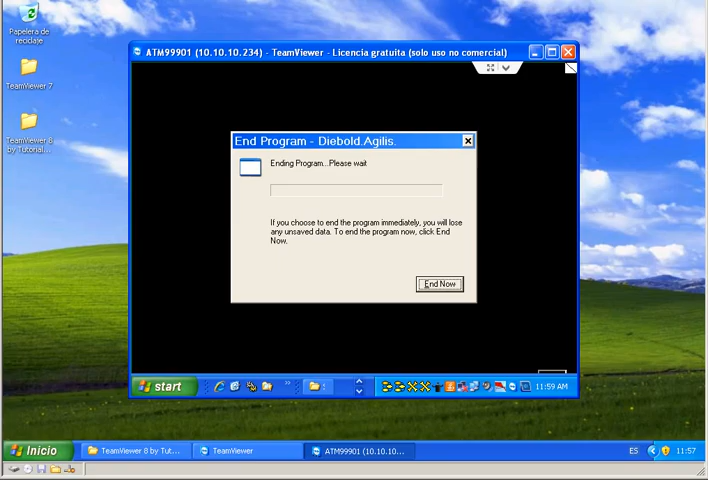 Papelera de
reciclaje
TeamViewer 7
TeamViewer 8
by Tutorial...
ATM99901 (10.10.10.234) - TeamViewer - Licencia gratuita (solo uso no comercial)
End Program - Diebold.Agilis.
Ending Program...Please wait
If you choose to end the program immediately, you will lose
any unsaved data. To end the program now, click End
Now.
End Now
start
11:59 AM
Inicio
TeamViewer 8 by Tut...
TeamViewer
ATM99901 (10.10.10...
ES
11:57